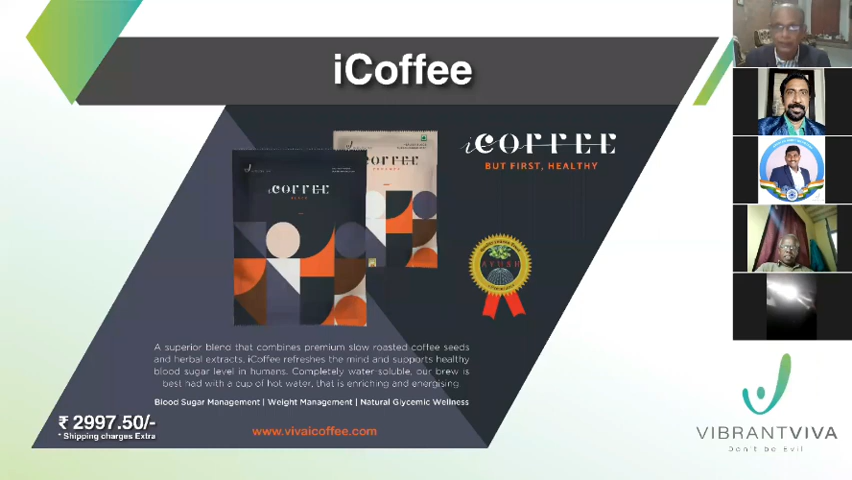 iCoffee
iCOFFEE
BUT FIRST, HEALTHY
COFFEE
iCOFFEE
AYUSH
A superior blend that combines premium slow roasted coffee seeds
and herbal extracts, iCoffee refreshes the mind and supports healthy
blood sugar level in humans. Completely water-soluble, our brew is
best had with a cup of hot water, that is enriching and energising
Blood Sugar Management | Weight Management | Natural Glycemic Wellness
₹ 2997.50/-
* Shipping charges Extra
www.vivaicoffee.com
VIBRANTVIVA
Don't be Evil